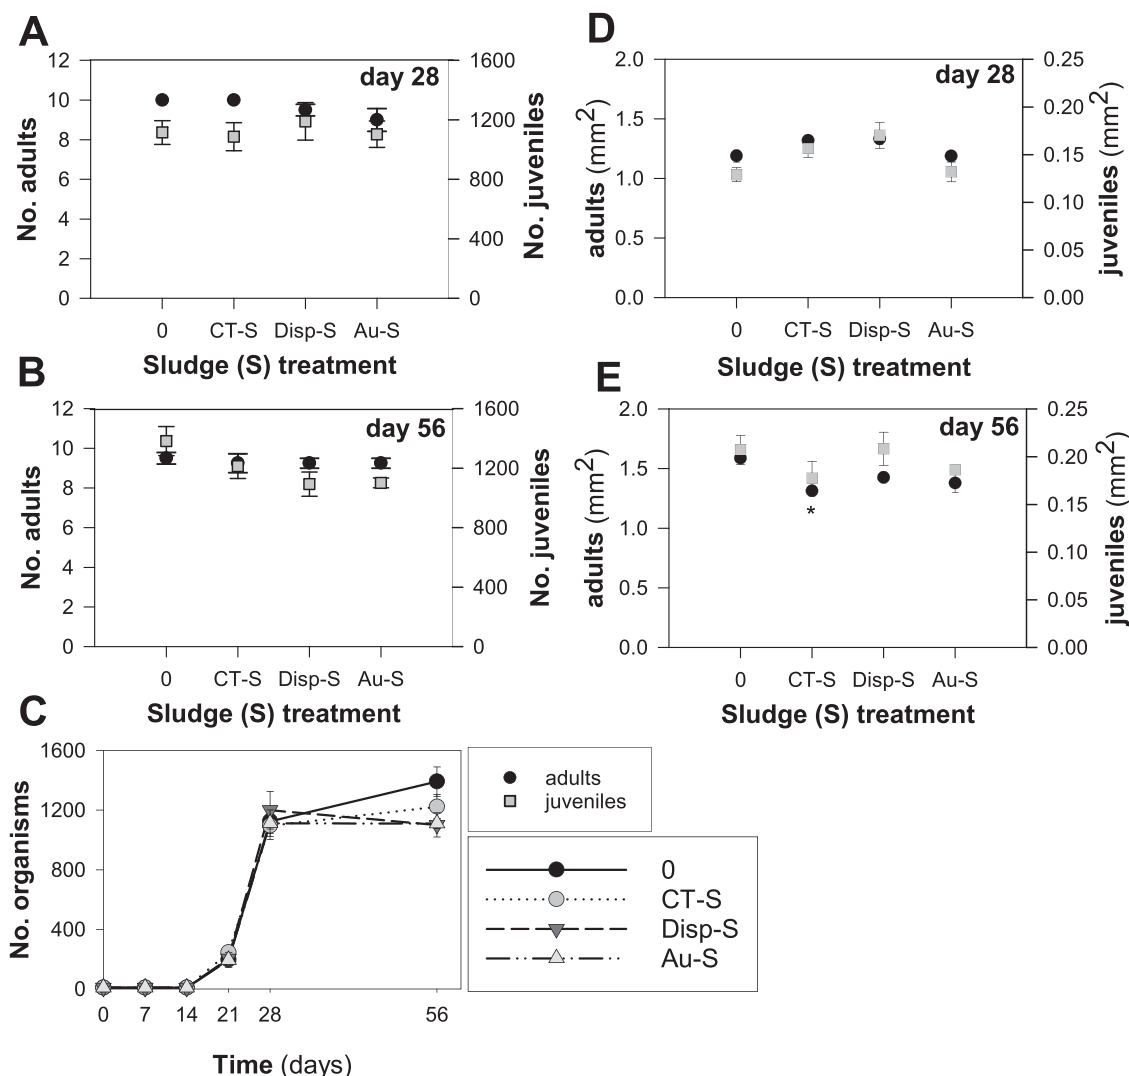 A
day 28
12
10
8
6
4
2
0
No. adults
1600
1200
800
400
0
No. juveniles
0 CT-S Disp-S Au-S
Sludge (S) treatment
D
day 28
2.0
1.5
1.0
0.5
0.0
adults (mm2)
0.25
0.20
0.15
0.10
0.05
0.00
juveniles (mm2)
0 CT-S Disp-S Au-S
Sludge (S) treatment
B
day 56
12
10
8
6
4
2
0
No. adults
1600
1200
800
400
0
No. juveniles
0 CT-S Disp-S Au-S
Sludge (S) treatment
E
day 56
2.0
1.5
1.0
0.5
0.0
adults (mm2)
*
0.25
0.20
0.15
0.10
0.05
0.00
juveniles (mm2)
0 CT-S Disp-S Au-S
Sludge (S) treatment
C
1600
1200
800
400
0
No. organisms
0 7 14 21 28 56
Time (days)
adults
juveniles
0
CT-S
Disp-S
Au-S